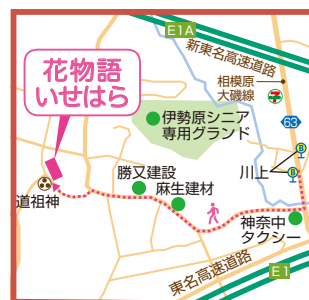 E1A
新東名高速道路
花物語
いせはら
相模原
大磯線
伊勢原シニア
専用グランド
63
川上
勝又建設
麻生建材
道祖神
神奈中
タクシー
東名高速道路
E1